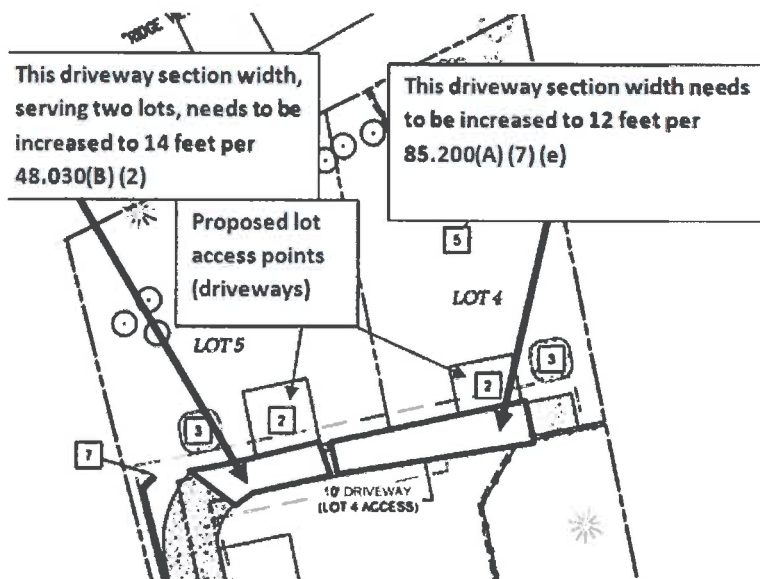 "RIDGE
This driveway section width,
serving two lots, needs to be
increased to 14 feet per
48.030(B) (2)
This driveway section width needs
to be increased to 12 feet per
85.200(A) (7) (e)
Proposed lot
access points
(driveways)
5
LOT 4
LOT 5
3
2
2
3
7
10' DRIVEWAY
(LOT 4 ACCESS)